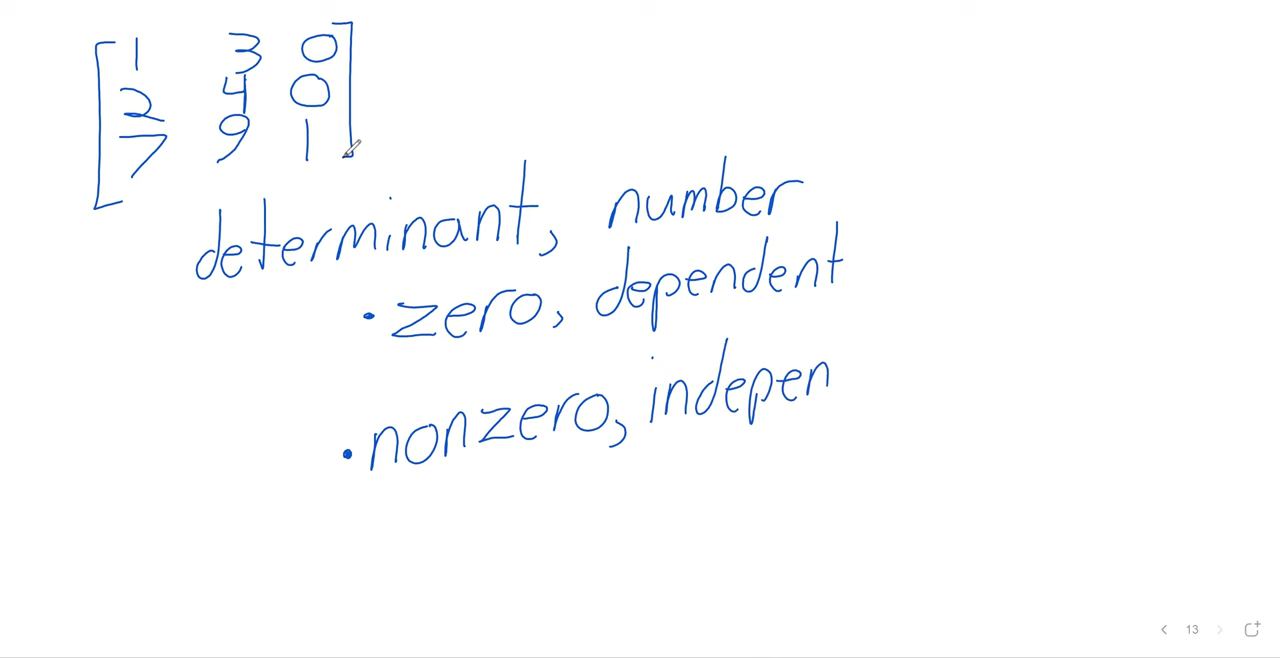 1 3 0
2 4 0
7 9 1
determinant, number
• zero, dependent
• nonzero, indepen
13